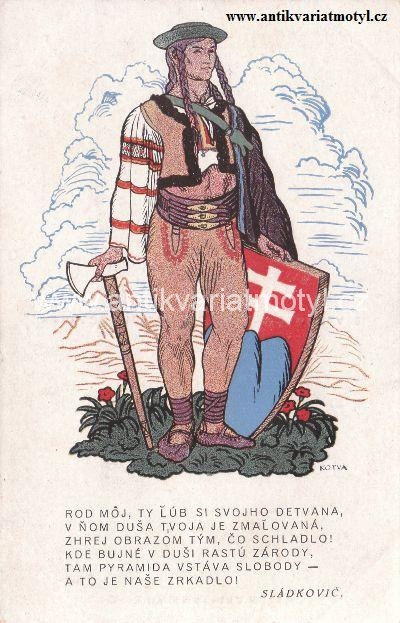 www.antikvariatmotyl.cz
www.antikvariatmotyl.cz
KOTVA
ROD MÔJ, TY ĽÚB SI SVOJHO DETVANA,
V ŇOM DUŠA TVOJA JE ZMAĽOVANÁ,
ZHREJ OBRAZOM TÝM, ČO SCHLADLO!
KDE BUJNÉ V DUŠI RASTÚ ZÁRODY,
TAM PYRAMIDA VSTÁVA SLOBODY —
A TO JE NAŠE ZRKADLO!
SLÁDKOVIČ.